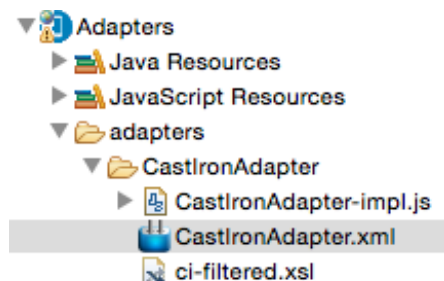 Adapters
Java Resources
JavaScript Resources
adapters
CastIronAdapter
CastIronAdapter-impl.js
CastIronAdapter.xml
ci-filtered.xsl